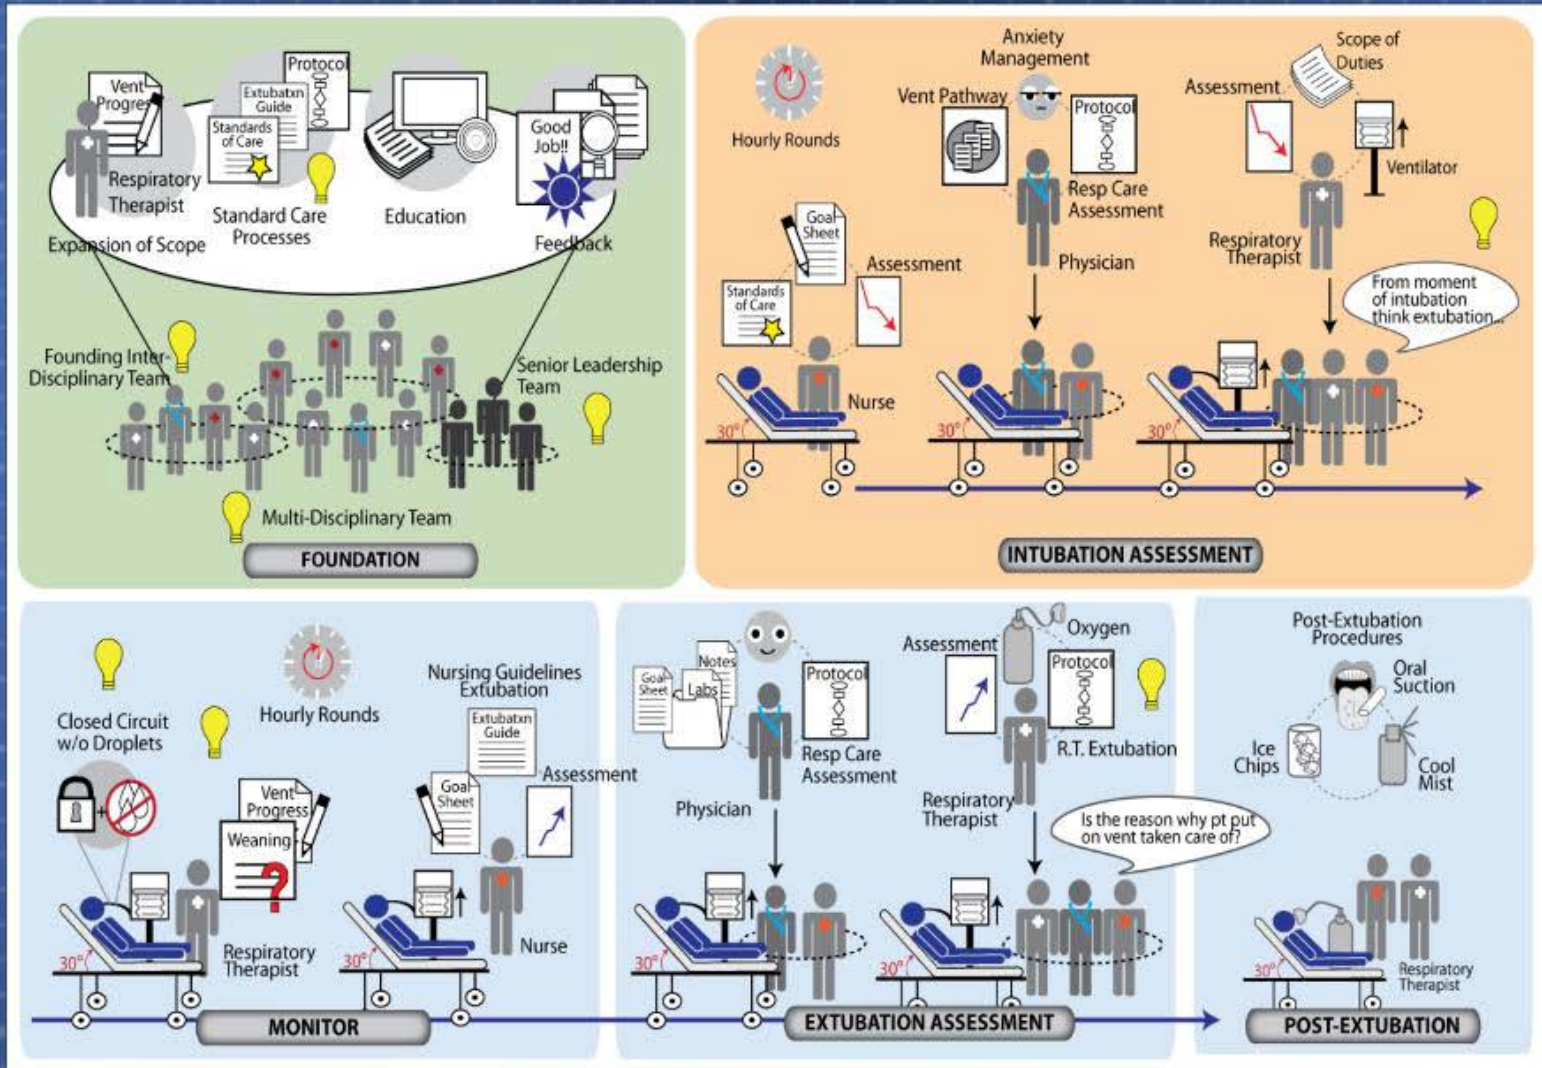 Vent
Progres
Respiratory
Therapist
Expansion of Scope
Protocol
Extubatxn
Guide
Standards
of Care
Standard Care
Processes
Education
Good
Job!!
Feedback
Founding Inter-
Disciplinary Team
Senior Leadership
Team
Multi-Disciplinary Team
FOUNDATION
Hourly Rounds
Goal
Sheet
Assessment
Standards
of Care
Nurse
30°
Anxiety
Management
Vent Pathway
Protocol
Resp Care
Assessment
Physician
30°
Scope of
Duties
Assessment
Ventilator
Respiratory
Therapist
From moment
of intubation
think extubation...
30°
INTUBATION ASSESSMENT
Closed Circuit
w/o Droplets
+
Hourly Rounds
Vent
Progress
Weaning
?
30°
Respiratory
Therapist
Nursing Guidelines
Extubation
Extubatxn
Guide
Goal
Sheet
Assessment
30°
Nurse
MONITOR
Goal
Sheet
Notes
Labs
Protocol
Resp Care
Assessment
Physician
30°
Assessment
Oxygen
Protocol
R.T. Extubation
Respiratory
Therapist
Is the reason why pt put
on vent taken care of?
30°
EXTUBATION ASSESSMENT
Post-Extubation
Procedures
Oral
Suction
Ice
Chips
Cool
Mist
30°
Respiratory
Therapist
POST-EXTUBATION